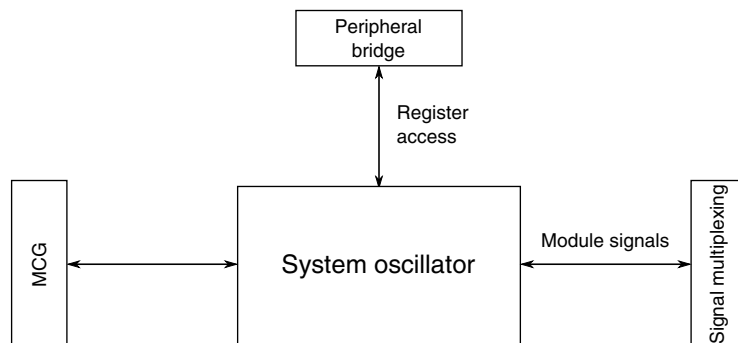 Peripheral
bridge
Register
access
MCG
System oscillator
Module signals
Signal multiplexing